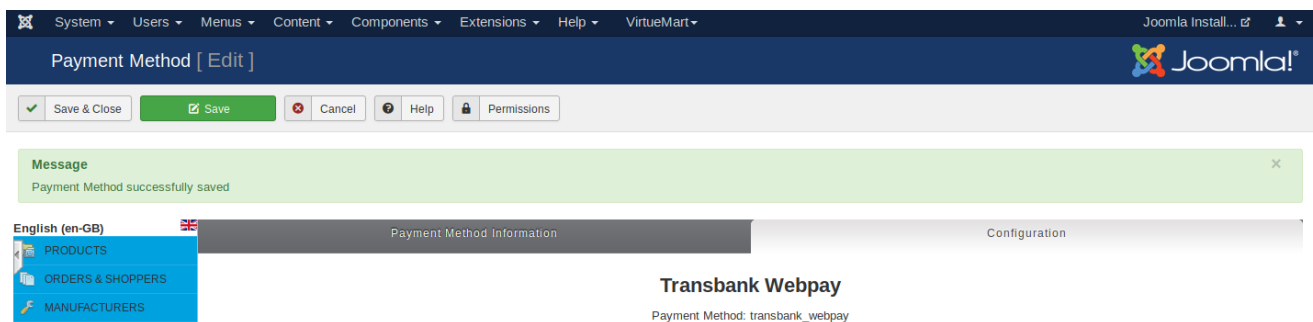 System Users Menus Content Components Extensions Help VirtueMart Joomla Install...
Payment Method [ Edit ] Joomla!®
Save & Close Save Cancel Help Permissions
Message ×
Payment Method successfully saved
English (en-GB) Payment Method Information Configuration
PRODUCTS
ORDERS & SHOPPERS
MANUFACTURERS
Transbank Webpay
Payment Method: transbank_webpay